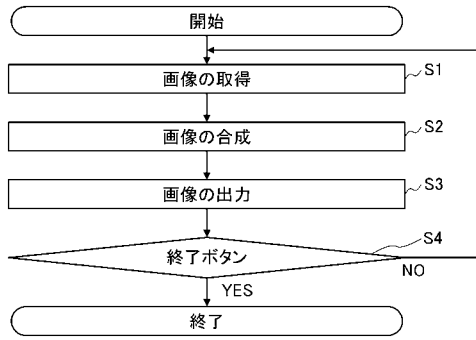 開始
画像の取得
S1
画像の合成
S2
画像の出力
S3
終了ボタン
S4
NO
YES
終了